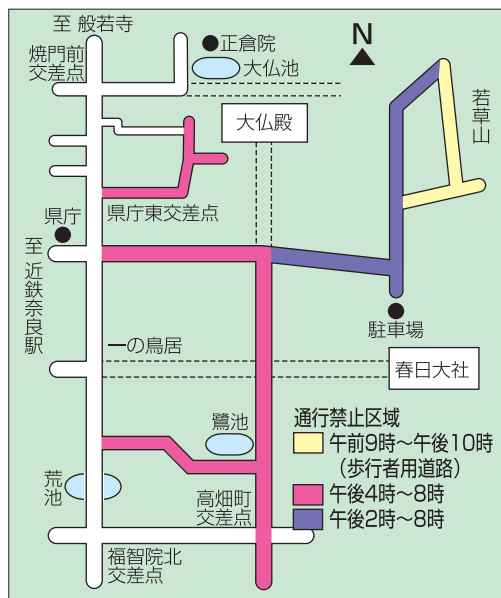 至 般若寺
焼門前
交差点
正倉院
大仏池
N
大仏殿
若草山
県庁東交差点
県庁
至 近鉄奈良駅
駐車場
一の鳥居
春日大社
鷺池
荒池
高畑町
交差点
福智院北
交差点
通行禁止区域
午前9時〜午後10時
(歩行者用道路)
午後4時〜8時
午後2時〜8時